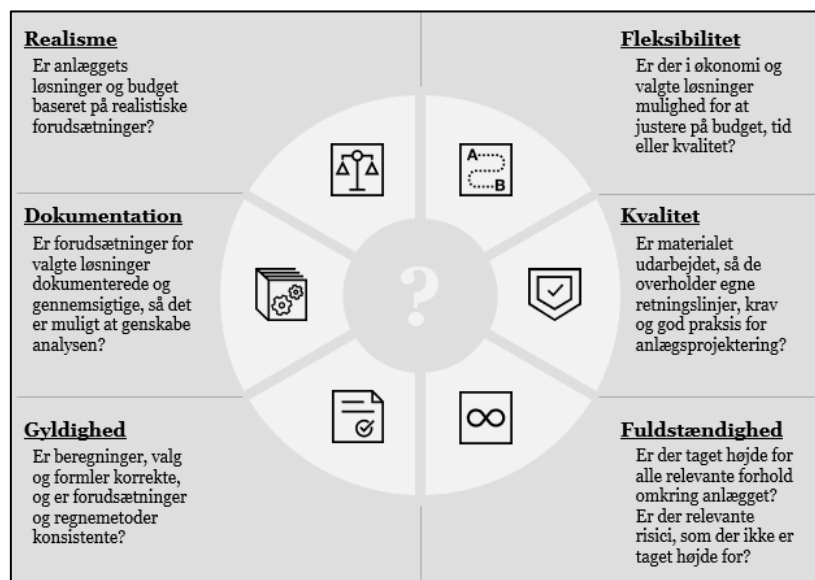 Realisme
Er anlæggets
løsninger og budget
baseret på realistiske
forudsætninger?
Fleksibilitet
Er der i økonomi og
valgte løsninger
mulighed for at
justere på budget, tid
eller kvalitet?
A
B
Dokumentation
Er forudsætninger for
valgte løsninger
dokumenterede og
gennemsigtige, så det
er muligt at genskabe
analysen?
?
Kvalitet
Er materialet
udarbejdet, så de
overholder egne
retningslinjer, krav
og god praksis for
anlægsprojektering?
Gyldighed
Er beregninger, valg
og formler korrekte,
og er forudsætninger
og regnemetoder
konsistente?
Fuldstændighed
Er der taget højde for
alle relevante forhold
omkring anlægget?
Er der relevante
risici, som der ikke er
taget højde for?